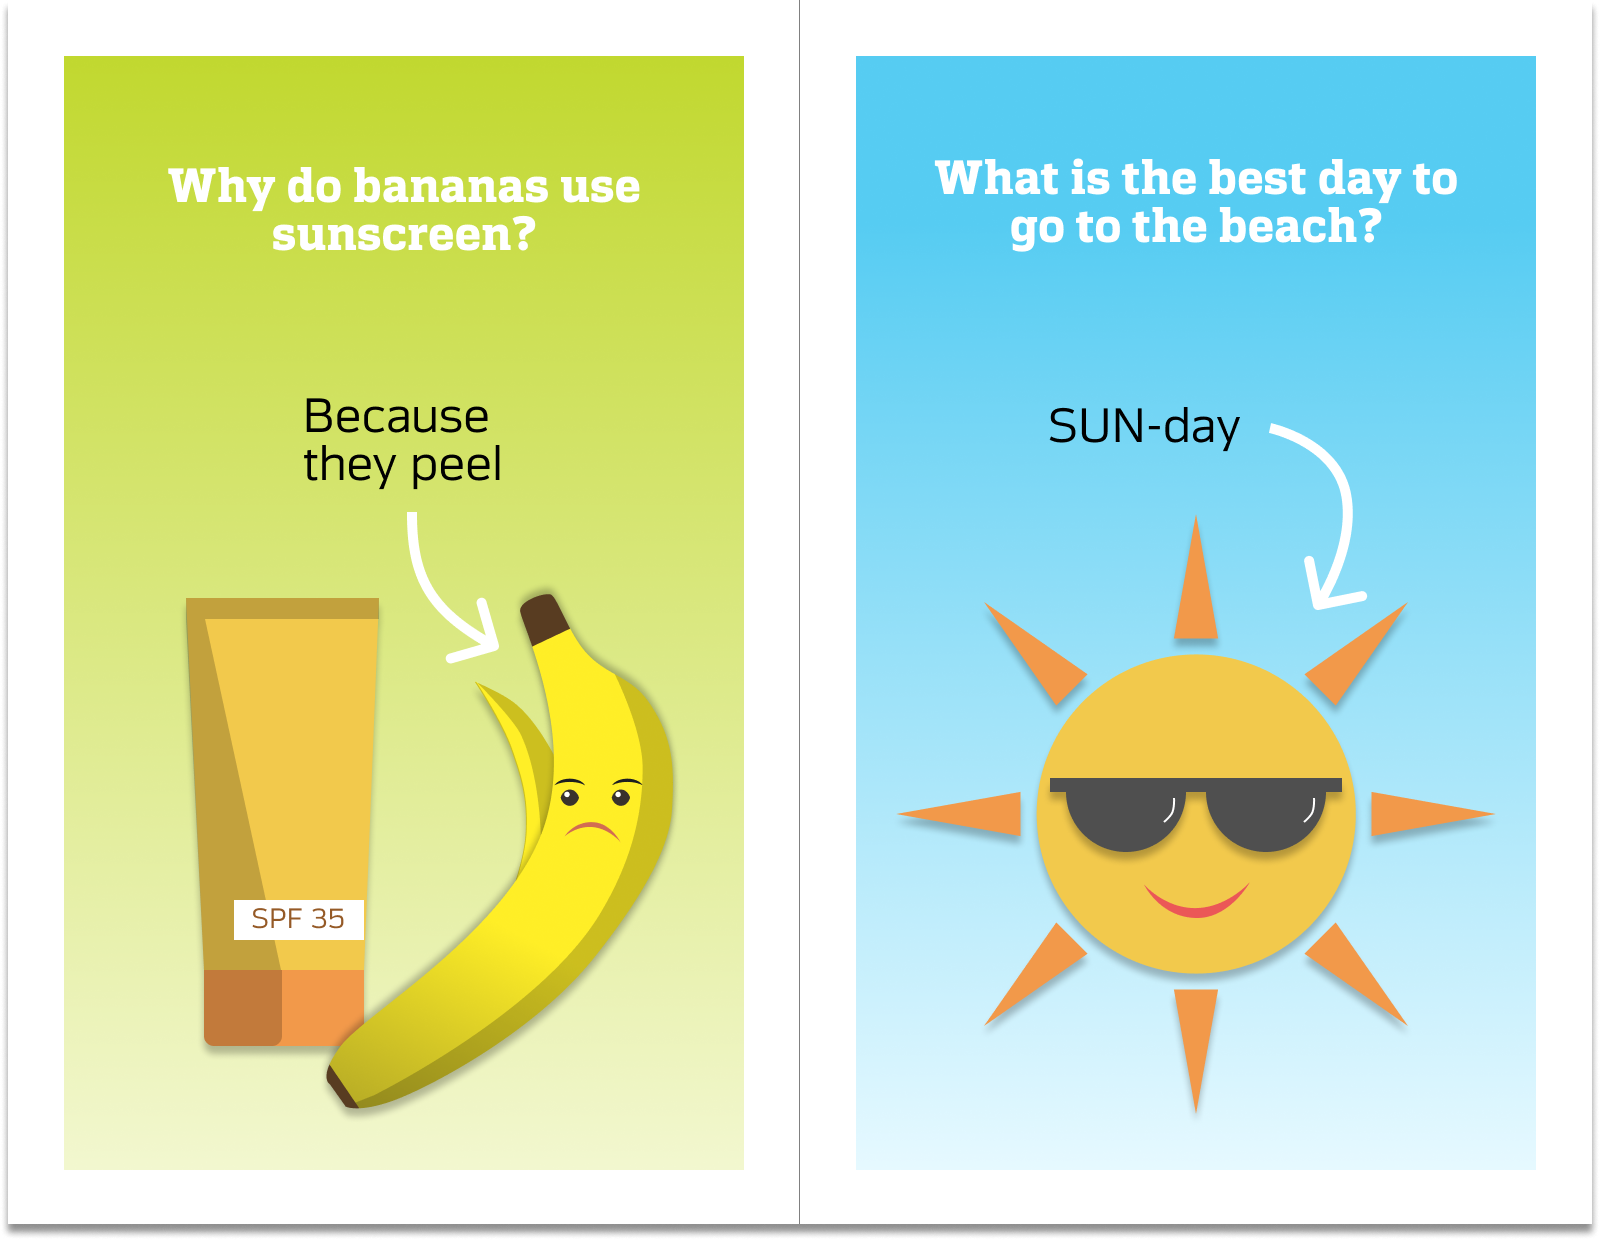 Why do bananas use
sunscreen?
Because
they peel
SPF 35
What is the best day to
go to the beach?
SUN-day